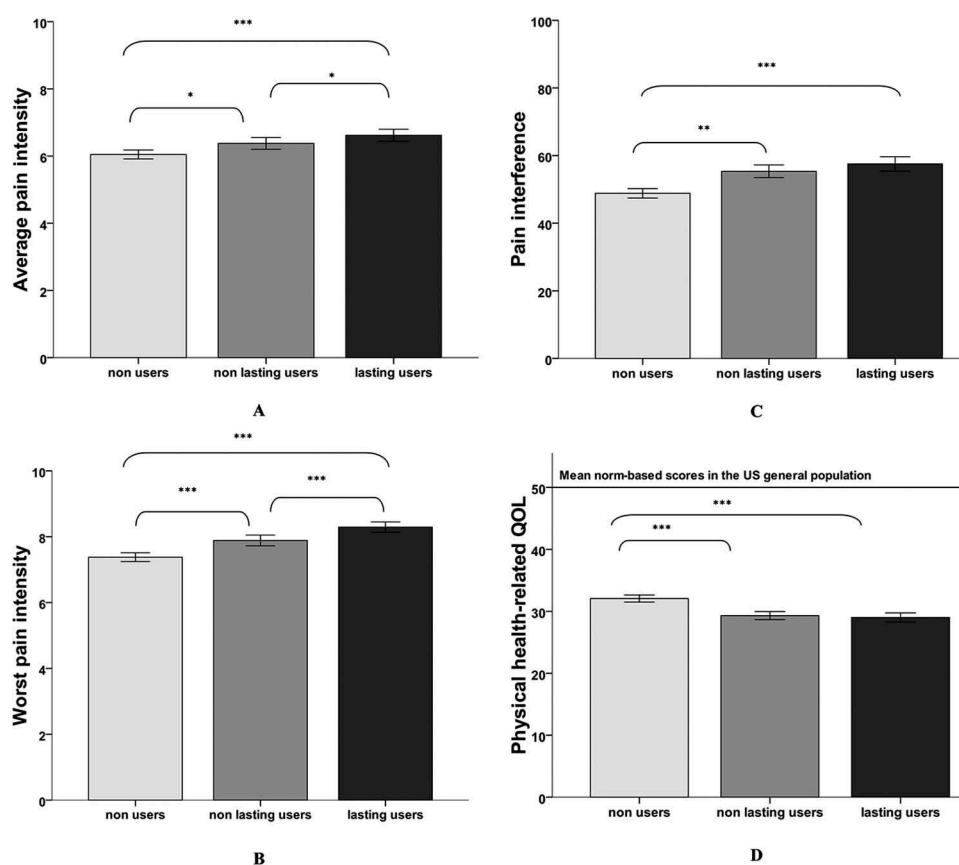 Average pain intensity
10
8
6
4
2
0
***
*
*
non users
non lasting users
lasting users
A
Pain interference
100
80
60
40
20
0
***
**
non users
non lasting users
lasting users
C
Worst pain intensity
10
8
6
4
2
0
***
***
***
non users
non lasting users
lasting users
B
Physical health-related QOL
Mean norm-based scores in the US general population
50
40
30
20
10
0
***
***
non users
non lasting users
lasting users
D